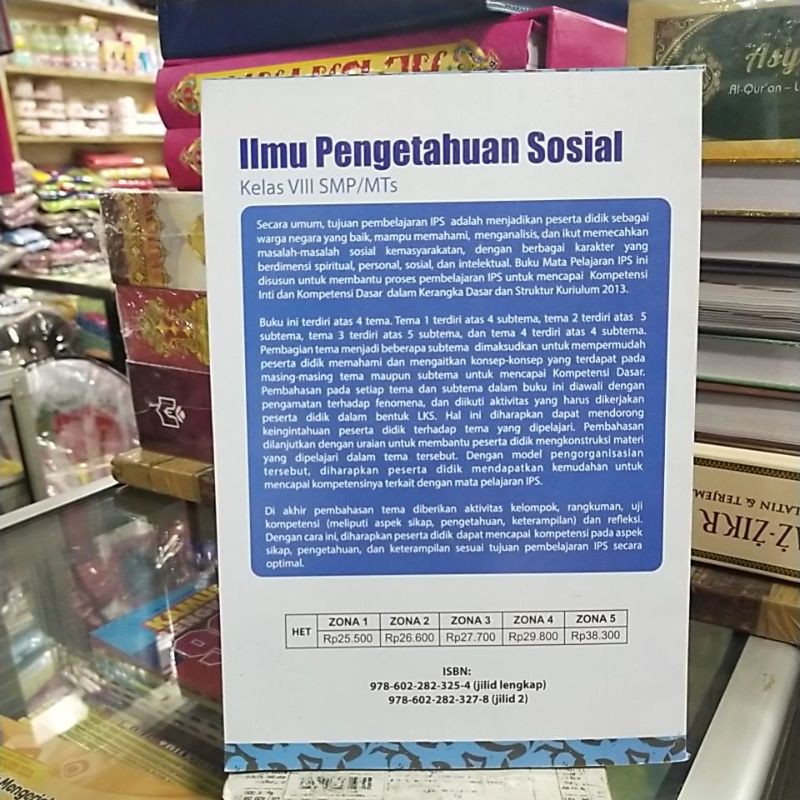 Ilmu Pengetahuan Sosial
Kelas VIII SMP/MTs
Secara umum, tujuan pembelajaran IPS adalah menjadikan peserta didik sebagai
warga negara yang baik, mampu memahami, menganalisis, dan ikut memecahkan
masalah-masalah sosial kemasyarakatan, dengan berbagai karakter yang
berdimensi spiritual, personal, sosial, dan intelektual. Buku Mata Pelajaran IPS ini
disusun untuk membantu proses pembelajaran IPS untuk mencapai Kompetensi
Inti dan Kompetensi Dasar dalam Kerangka Dasar dan Struktur Kuriulum 2013.
Buku ini terdiri atas 4 tema. Tema 1 terdiri atas 4 subtema, tema 2 terdiri atas 5
subtema, tema 3 terdiri atas 5 subtema, dan tema 4 terdiri atas 4 subtema.
Pembagian tema menjadi beberapa subtema dimaksudkan untuk mempermudah
peserta didik memahami dan mengaitkan konsep-konsep yang terdapat pada
masing-masing tema maupun subtema untuk mencapai Kompetensi Dasar.
Pembahasan pada setiap tema dan subtema dalam buku ini diawali dengan
pengamatan terhadap fenomena, dan diikuti aktivitas yang harus dikerjakan
peserta didik dalam bentuk LKS. Hal ini diharapkan dapat mendorong
keingintahuan peserta didik terhadap tema yang dipelajari. Pembahasan
dilanjutkan dengan uraian untuk membantu peserta didik mengkonstruksi materi
yang dipelajari dalam tema tersebut. Dengan model pengorganisasian
tersebut, diharapkan peserta didik mendapatkan kemudahan untuk
mencapai kompetensinya terkait dengan mata pelajaran IPS.
Di akhir pembahasan tema diberikan aktivitas kelompok, rangkuman, uji
kompetensi (meliputi aspek sikap, pengetahuan, keterampilan) dan refleksi.
Dengan cara ini, diharapkan peserta didik dapat mencapai kompetensi pada aspek
sikap, pengetahuan, dan keterampilan sesuai tujuan pembelajaran IPS secara
optimal.
HET ZONA 1 ZONA 2 ZONA 3 ZONA 4 ZONA 5
Rp25.500 Rp26.600 Rp27.700 Rp29.800 Rp38.300
ISBN:
978-602-282-325-4 (jilid lengkap)
978-602-282-327-8 (jilid 2)
Asy
Al-Qur'an – L
LATIN & TERJEM
AZ-ZIKR